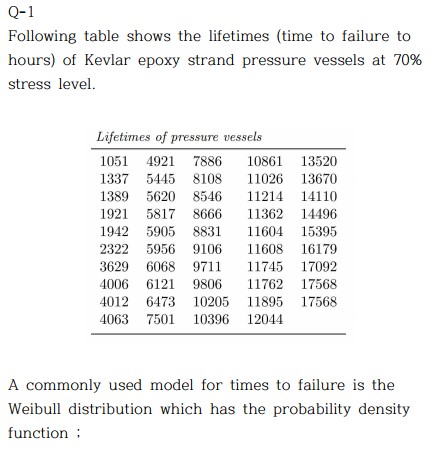 Q-1
Following table shows the lifetimes (time to failure to
hours) of Kevlar epoxy strand pressure vessels at 70%
stress level.
Lifetimes of pressure vessels
1051 4921 7886 10861 13520
1337 5445 8108 11026 13670
1389 5620 8546 11214 14110
1921 5817 8666 11362 14496
1942 5905 8831 11604 15395
2322 5956 9106 11608 16179
3629 6068 9711 11745 17092
4006 6121 9806 11762 17568
4012 6473 10205 11895 17568
4063 7501 10396 12044
A commonly used model for times to failure is the
Weibull distribution which has the probability density
function ;